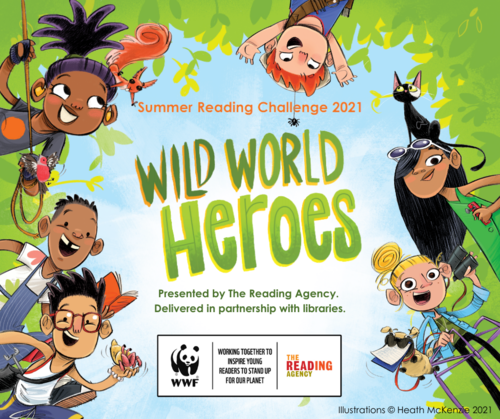 Summer Reading Challenge 2021
WILD WORLD
HeRoes
Presented by The Reading Agency.
Delivered in partnership with libraries.
WWF
WORKING TOGETHER TO
INSPIRE YOUNG
READERS TO STAND UP
FOR OUR PLANET
THE
READING
AGENCY
Illustrations © Heath McKenzie 2021